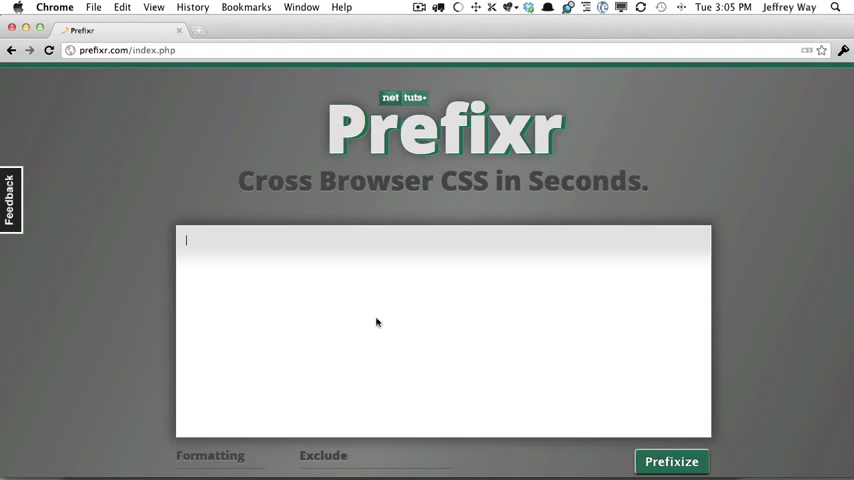 Chrome File Edit View History Bookmarks Window Help Tue 3:05 PM Jeffrey Way
Prefixr
prefixr.com/index.php css
net tuts+
Prefixr
Cross Browser CSS in Seconds.
Feedback
Formatting Exclude Prefixize